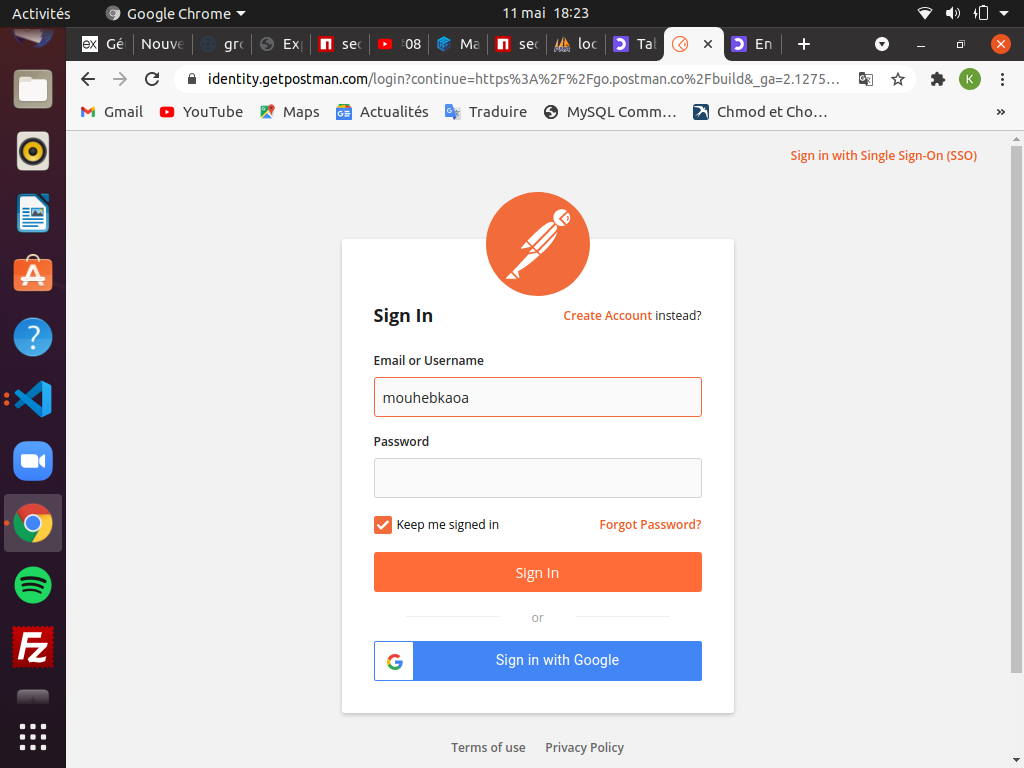 Activités Google Chrome 11 mai 18:23
Gé Nouve gro Exp sec #08 Ma sec loc Tal En
identity.getpostman.com/login?continue=https%3A%2F%2Fgo.postman.co%2Fbuild&_ga=2.1275… K
Gmail YouTube Maps Actualités Traduire MySQL Comm… Chmod et Cho… »
Sign in with Single Sign-On (SSO)
Sign In Create Account instead?
Email or Username
mouhebkaoa
Password
Keep me signed in Forgot Password?
Sign In
or
Sign in with Google
Terms of use Privacy Policy